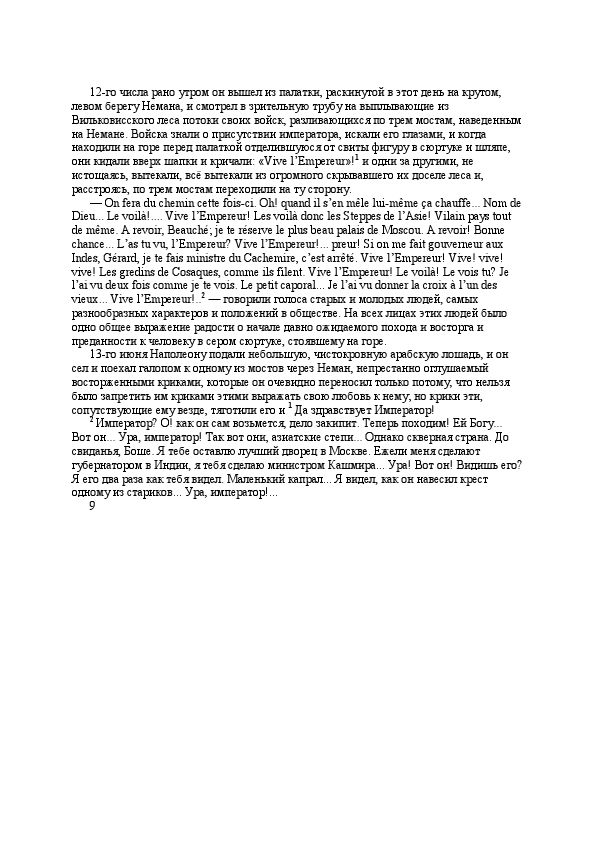 12-го числа рано утром он вышел из палатки, раскинутой в этот день на крутом,
левом берегу Немана, и смотрел в зрительную трубу на выплывающие из
Вильковисского леса потоки своих войск, разливающихся по трем мостам, наведенным
на Немане. Войска знали о присутствии императора, искали его глазами, и когда
находили на горе перед палаткой отделившуюся от свиты фигуру в сюртуке и шляпе,
они кидали вверх шапки и кричали: «Vive l’Empereur»!1 и одни за другими, не
истощаясь, вытекали, всё вытекали из огромного скрывавшего их доселе леса и,
расстроясь, по трем мостам переходили на ту сторону.
— On fera du chemin cette fois-ci. Oh! quand il s’en mêle lui-même ça chauffe... Nom de
Dieu... Le voilà!.... Vive l’Empereur! Les voilà donc les Steppes de l’Asie! Vilain pays tout
de même. A revoir, Beauché; je te réserve le plus beau palais de Moscou. A revoir! Bonne
chance... L’as tu vu, l’Empereur? Vive l’Empereur!... preur! Si on me fait gouverneur aux
Indes, Gérard, je te fais ministre du Cachemire, c’est arrêté. Vive l’Empereur! Vive! vive!
vive! Les gredins de Cosaques, comme ils filent. Vive l’Empereur! Le voilà! Le vois tu? Je
l’ai vu deux fois comme je te vois. Le petit caporal... Je l’ai vu donner la croix à l’un des
vieux... Vive l’Empereur!..2 — говорили голоса старых и молодых людей, самых
разнообразных характеров и положений в обществе. На всех лицах этих людей было
одно общее выражение радости о начале давно ожидаемого похода и восторга и
преданности к человеку в сером сюртуке, стоявшему на горе.
13-го июня Наполеону подали небольшую, чистокровную арабскую лошадь, и он
сел и поехал галопом к одному из мостов через Неман, непрестанно оглушаемый
восторженными криками, которые он очевидно переносил только потому, что нельзя
было запретить им криками этими выражать свою любовь к нему; но крики эти,
сопутствующие ему везде, тяготили его и 1 Да здравствует Император!
2 Император? О! как он сам возьмется, дело закипит. Теперь походим! Ей Богу...
Вот он... Ура, император! Так вот они, азиатские степи... Однако скверная страна. До
свиданья, Боше. Я тебе оставлю лучший дворец в Москве. Ежели меня сделают
губернатором в Индии, я тебя сделаю министром Кашмира... Ура! Вот он! Видишь его?
Я его два раза как тебя видел. Маленький капрал... Я видел, как он навесил крест
одному из стариков... Ура, император!...
9